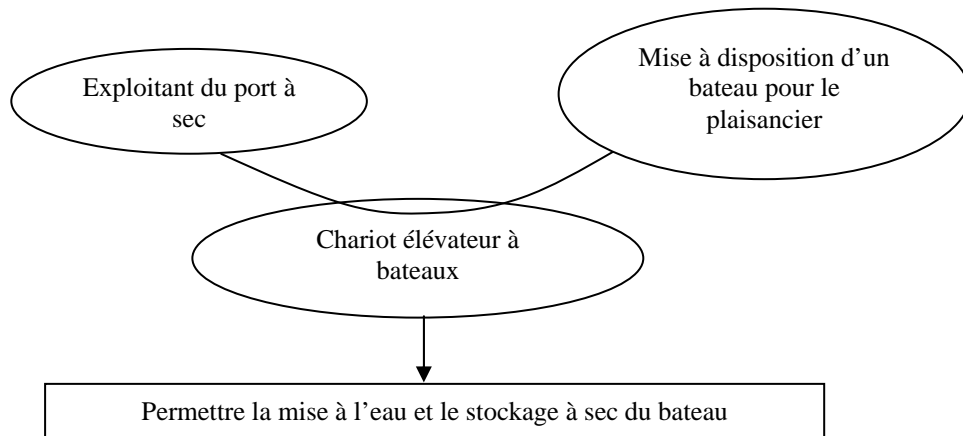 Exploitant du port à
sec
Mise à disposition d’un
bateau pour le
plaisancier
Chariot élévateur à
bateaux
Permettre la mise à l’eau et le stockage à sec du bateau